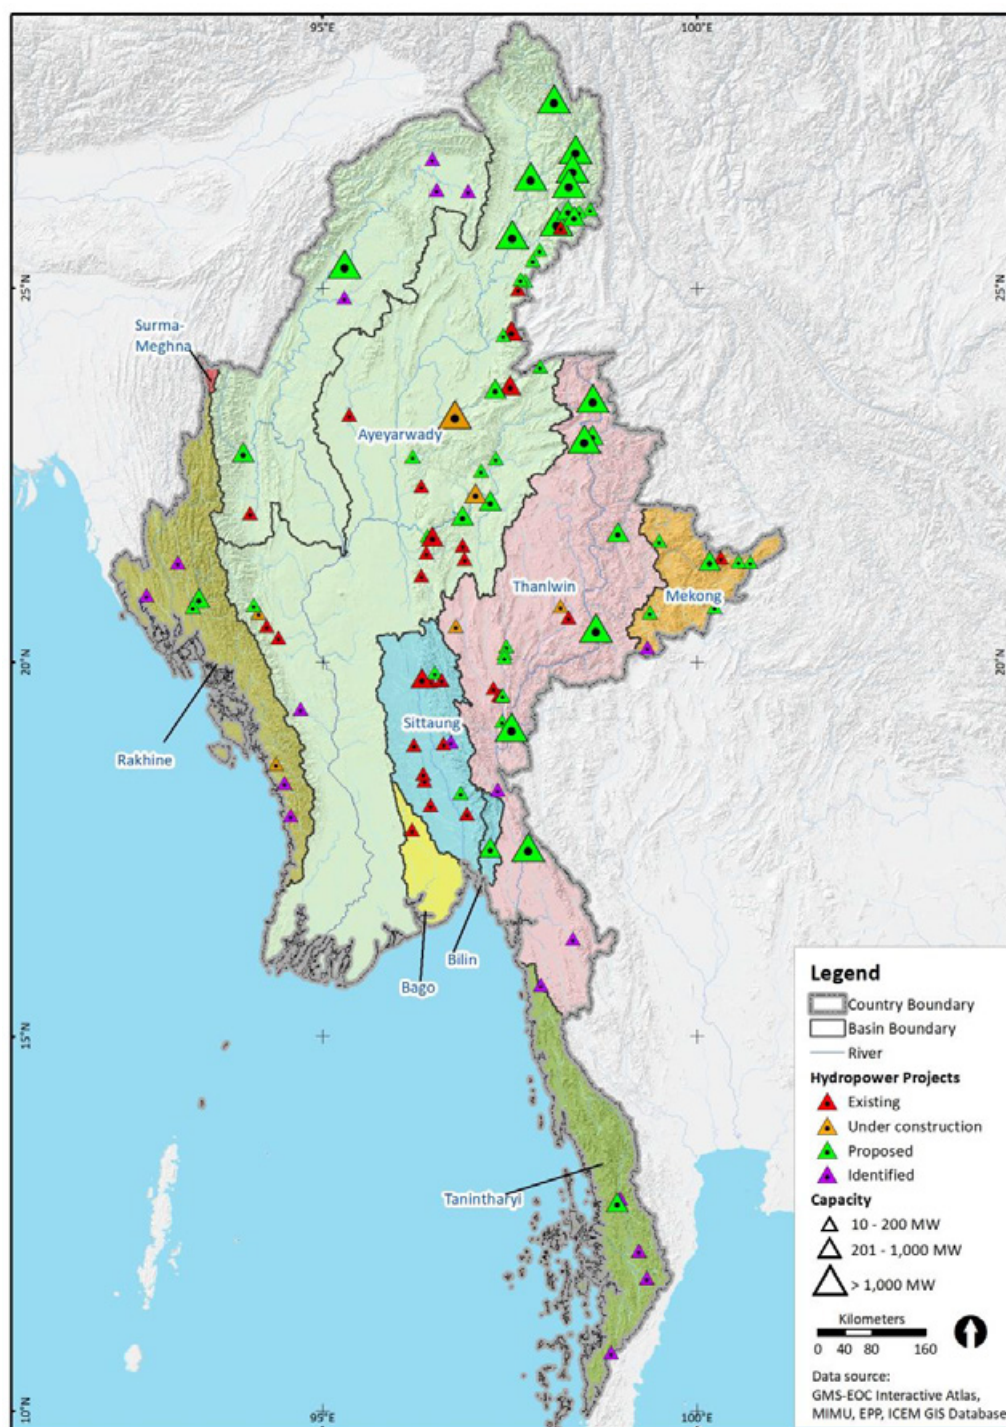 95°E
100°E
25°N
25°N
Surma-
Meghna
Ayeyarwady
Thanlwin
Mekong
20°N
20°N
Sittaung
Rakhine
Bilin
Bago
15°N
Tanintharyi
10°N
95°E
100°E
Legend
Country Boundary
Basin Boundary
River
Hydropower Projects
Existing
Under construction
Proposed
Identified
Capacity
10 - 200 MW
201 - 1,000 MW
> 1,000 MW
Kilometers
0 40 80 160
Data source:
GMS-EOC Interactive Atlas,
MIMU, EPP, ICEM GIS Database